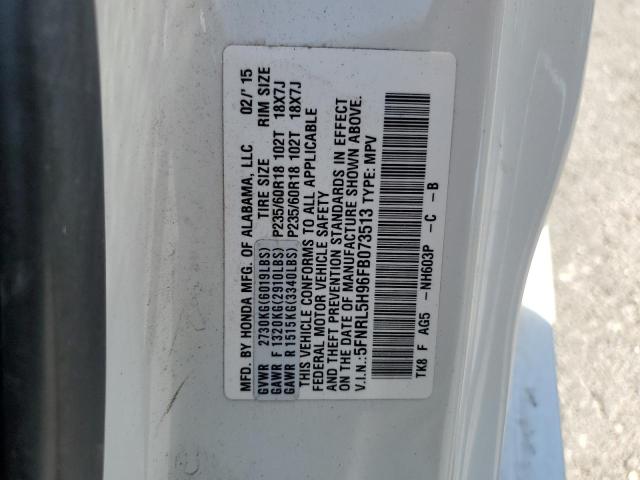 MFD. BY HONDA MFG. OF ALABAMA, LLC 02/'15
TIRE SIZE RIM SIZE
GVWR 2730KG(6019LBS)
GAWR F 1320KG(2910LBS) P235/60R18 102T 18X7J
GAWR R 1515KG(3340LBS) P235/60R18 102T 18X7J
THIS VEHICLE CONFORMS TO ALL APPLICABLE
FEDERAL MOTOR VEHICLE SAFETY
AND THEFT PREVENTION STANDARDS IN EFFECT
ON THE DATE OF MANUFACTURE SHOWN ABOVE.
V.I.N.:5FNRL5H96FB073513 TYPE: MPV
TK8 F AG5 -NH603P -C -B